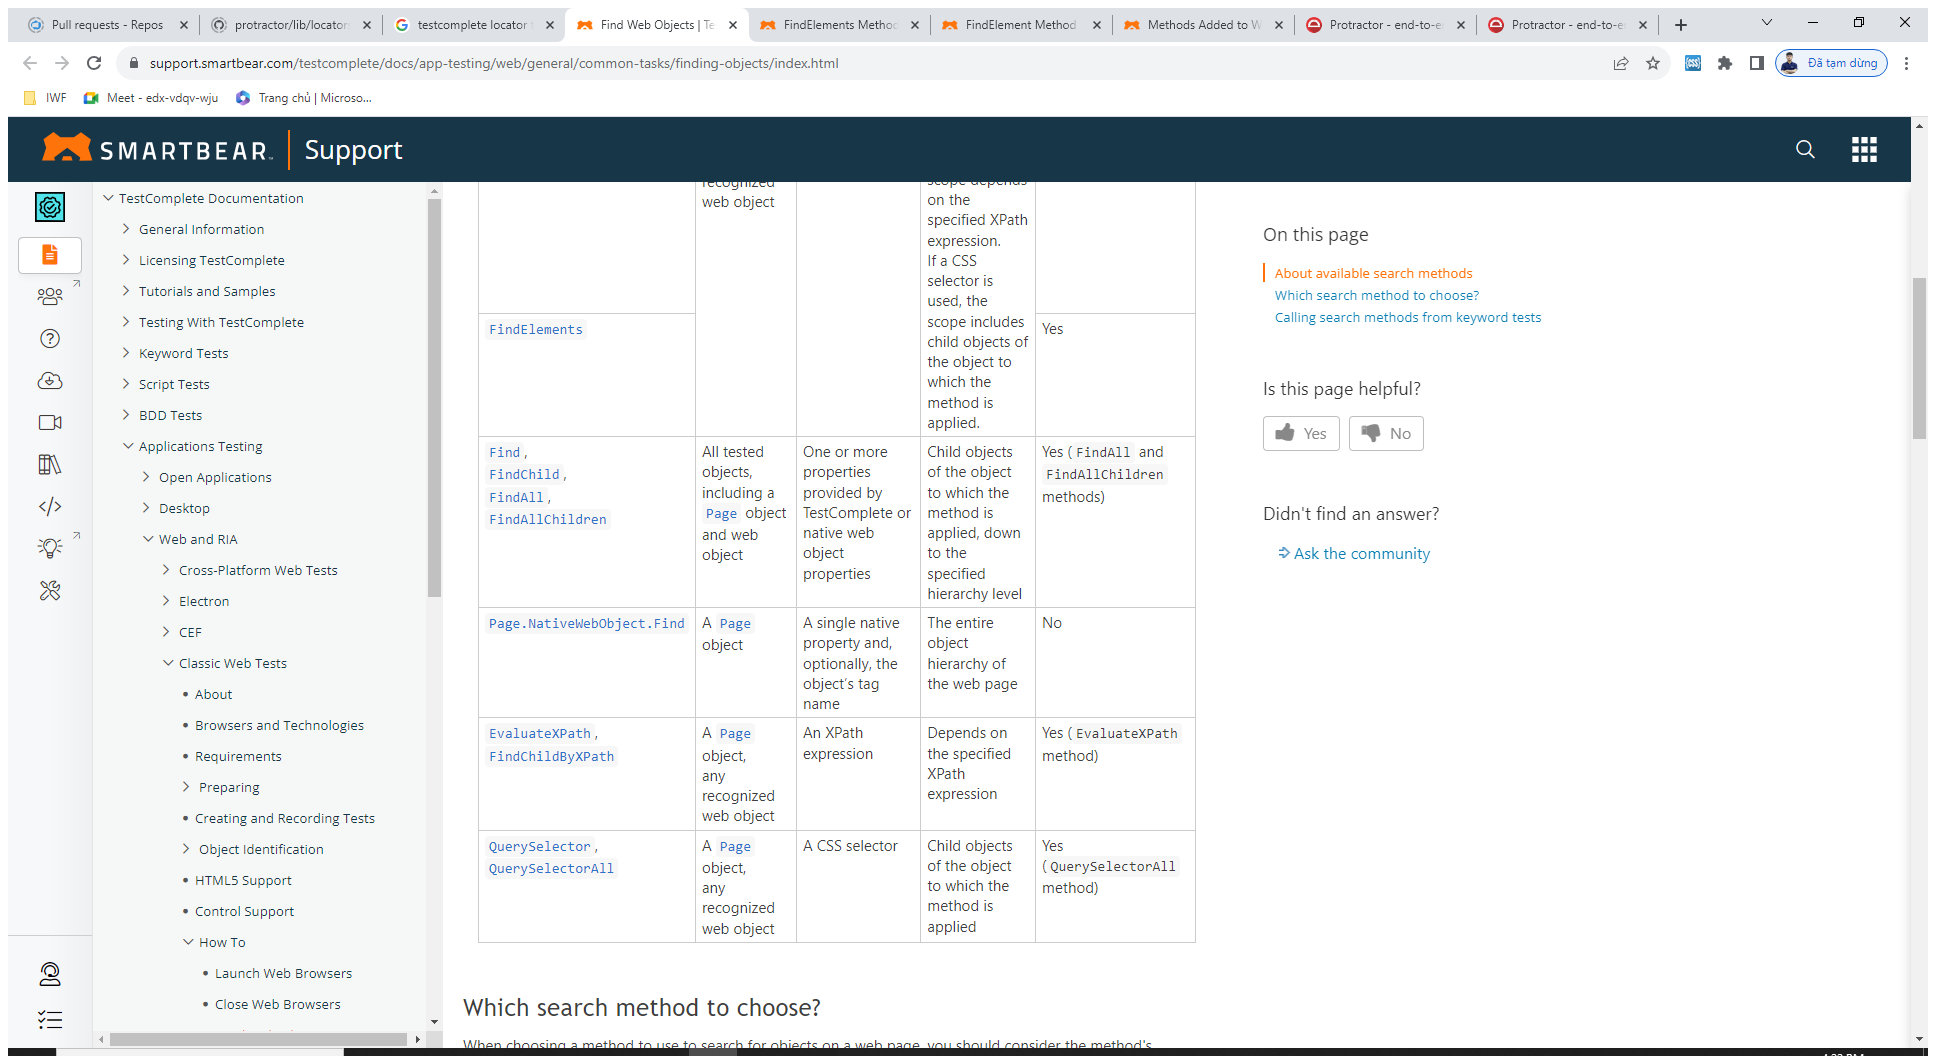 Pull requests - Repos
protractor/lib/locator
testcomplete locator
Find Web Objects | Te
FindElements Metho
FindElement Method
Methods Added to W
Protractor - end-to-e
Protractor - end-to-e
support.smartbear.com/testcomplete/docs/app-testing/web/general/common-tasks/finding-objects/index.html
Đã tạm dừng
IWF
Meet - edx-vdqv-wju
Trang chủ | Microso...
SMARTBEAR
Support
TestComplete Documentation
General Information
Licensing TestComplete
Tutorials and Samples
Testing With TestComplete
Keyword Tests
Script Tests
BDD Tests
Applications Testing
Open Applications
Desktop
Web and RIA
Cross-Platform Web Tests
Electron
CEF
Classic Web Tests
About
Browsers and Technologies
Requirements
Preparing
Creating and Recording Tests
Object Identification
HTML5 Support
Control Support
How To
Launch Web Browsers
Close Web Browsers
recognized
web object
scope depends
on the
specified XPath
expression.
If a CSS
selector is
used, the
scope includes
child objects of
the object to
which the
method is
applied.
FindElements
Yes
Find,
FindChild,
FindAll,
FindAllChildren
All tested
objects,
including a
Page object
and web
object
One or more
properties
provided by
TestComplete or
native web
object
properties
Child objects
of the object
to which the
method is
applied, down
to the
specified
hierarchy level
Yes (FindAll and
FindAllChildren
methods)
Page.NativeWebObject.Find
A Page
object
A single native
property and,
optionally, the
object's tag
name
The entire
object
hierarchy of
the web page
No
EvaluateXPath,
FindChildByXPath
A Page
object,
any
recognized
web object
An XPath
expression
Depends on
the specified
XPath
expression
Yes (EvaluateXPath
method)
QuerySelector,
QuerySelectorAll
A Page
object,
any
recognized
web object
A CSS selector
Child objects
of the object
to which the
method is
applied
Yes
(QuerySelectorAll
method)
Which search method to choose?
When choosing a method to use to search for objects on a web page, you should consider the method's
On this page
About available search methods
Which search method to choose?
Calling search methods from keyword tests
Is this page helpful?
Yes
No
Didn't find an answer?
Ask the community